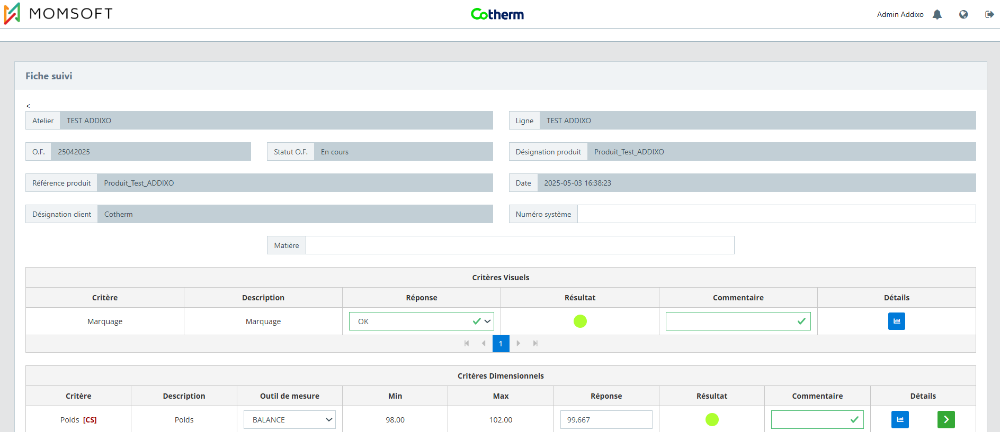 MOMSOFT
Cotherm
Admin Addixo
Fiche suivi
<
Atelier TEST ADDIXO
Ligne TEST ADDIXO
O.F. 25042025
Statut O.F. En cours
Désignation produit Produit_Test_ADDIXO
Référence produit Produit_Test_ADDIXO
Date 2025-05-03 16:38:23
Désignation client Cotherm
Numéro système
Matière
Critères Visuels
Critère Description Réponse Résultat Commentaire Détails
Marquage Marquage OK
1
Critères Dimensionnels
Critère Description Outil de mesure Min Max Réponse Résultat Commentaire Détails
Poids [CS] Poids BALANCE 98.00 102.00 99,667